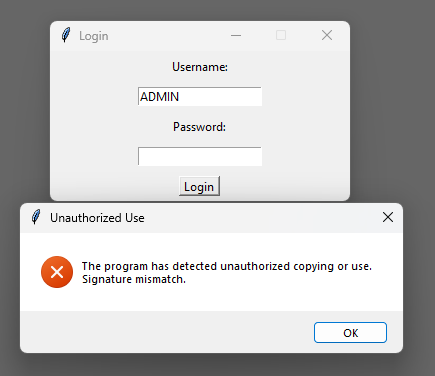 Login
Username:
ADMIN
Password:
Login
Unauthorized Use
The program has detected unauthorized copying or use.
Signature mismatch.
OK